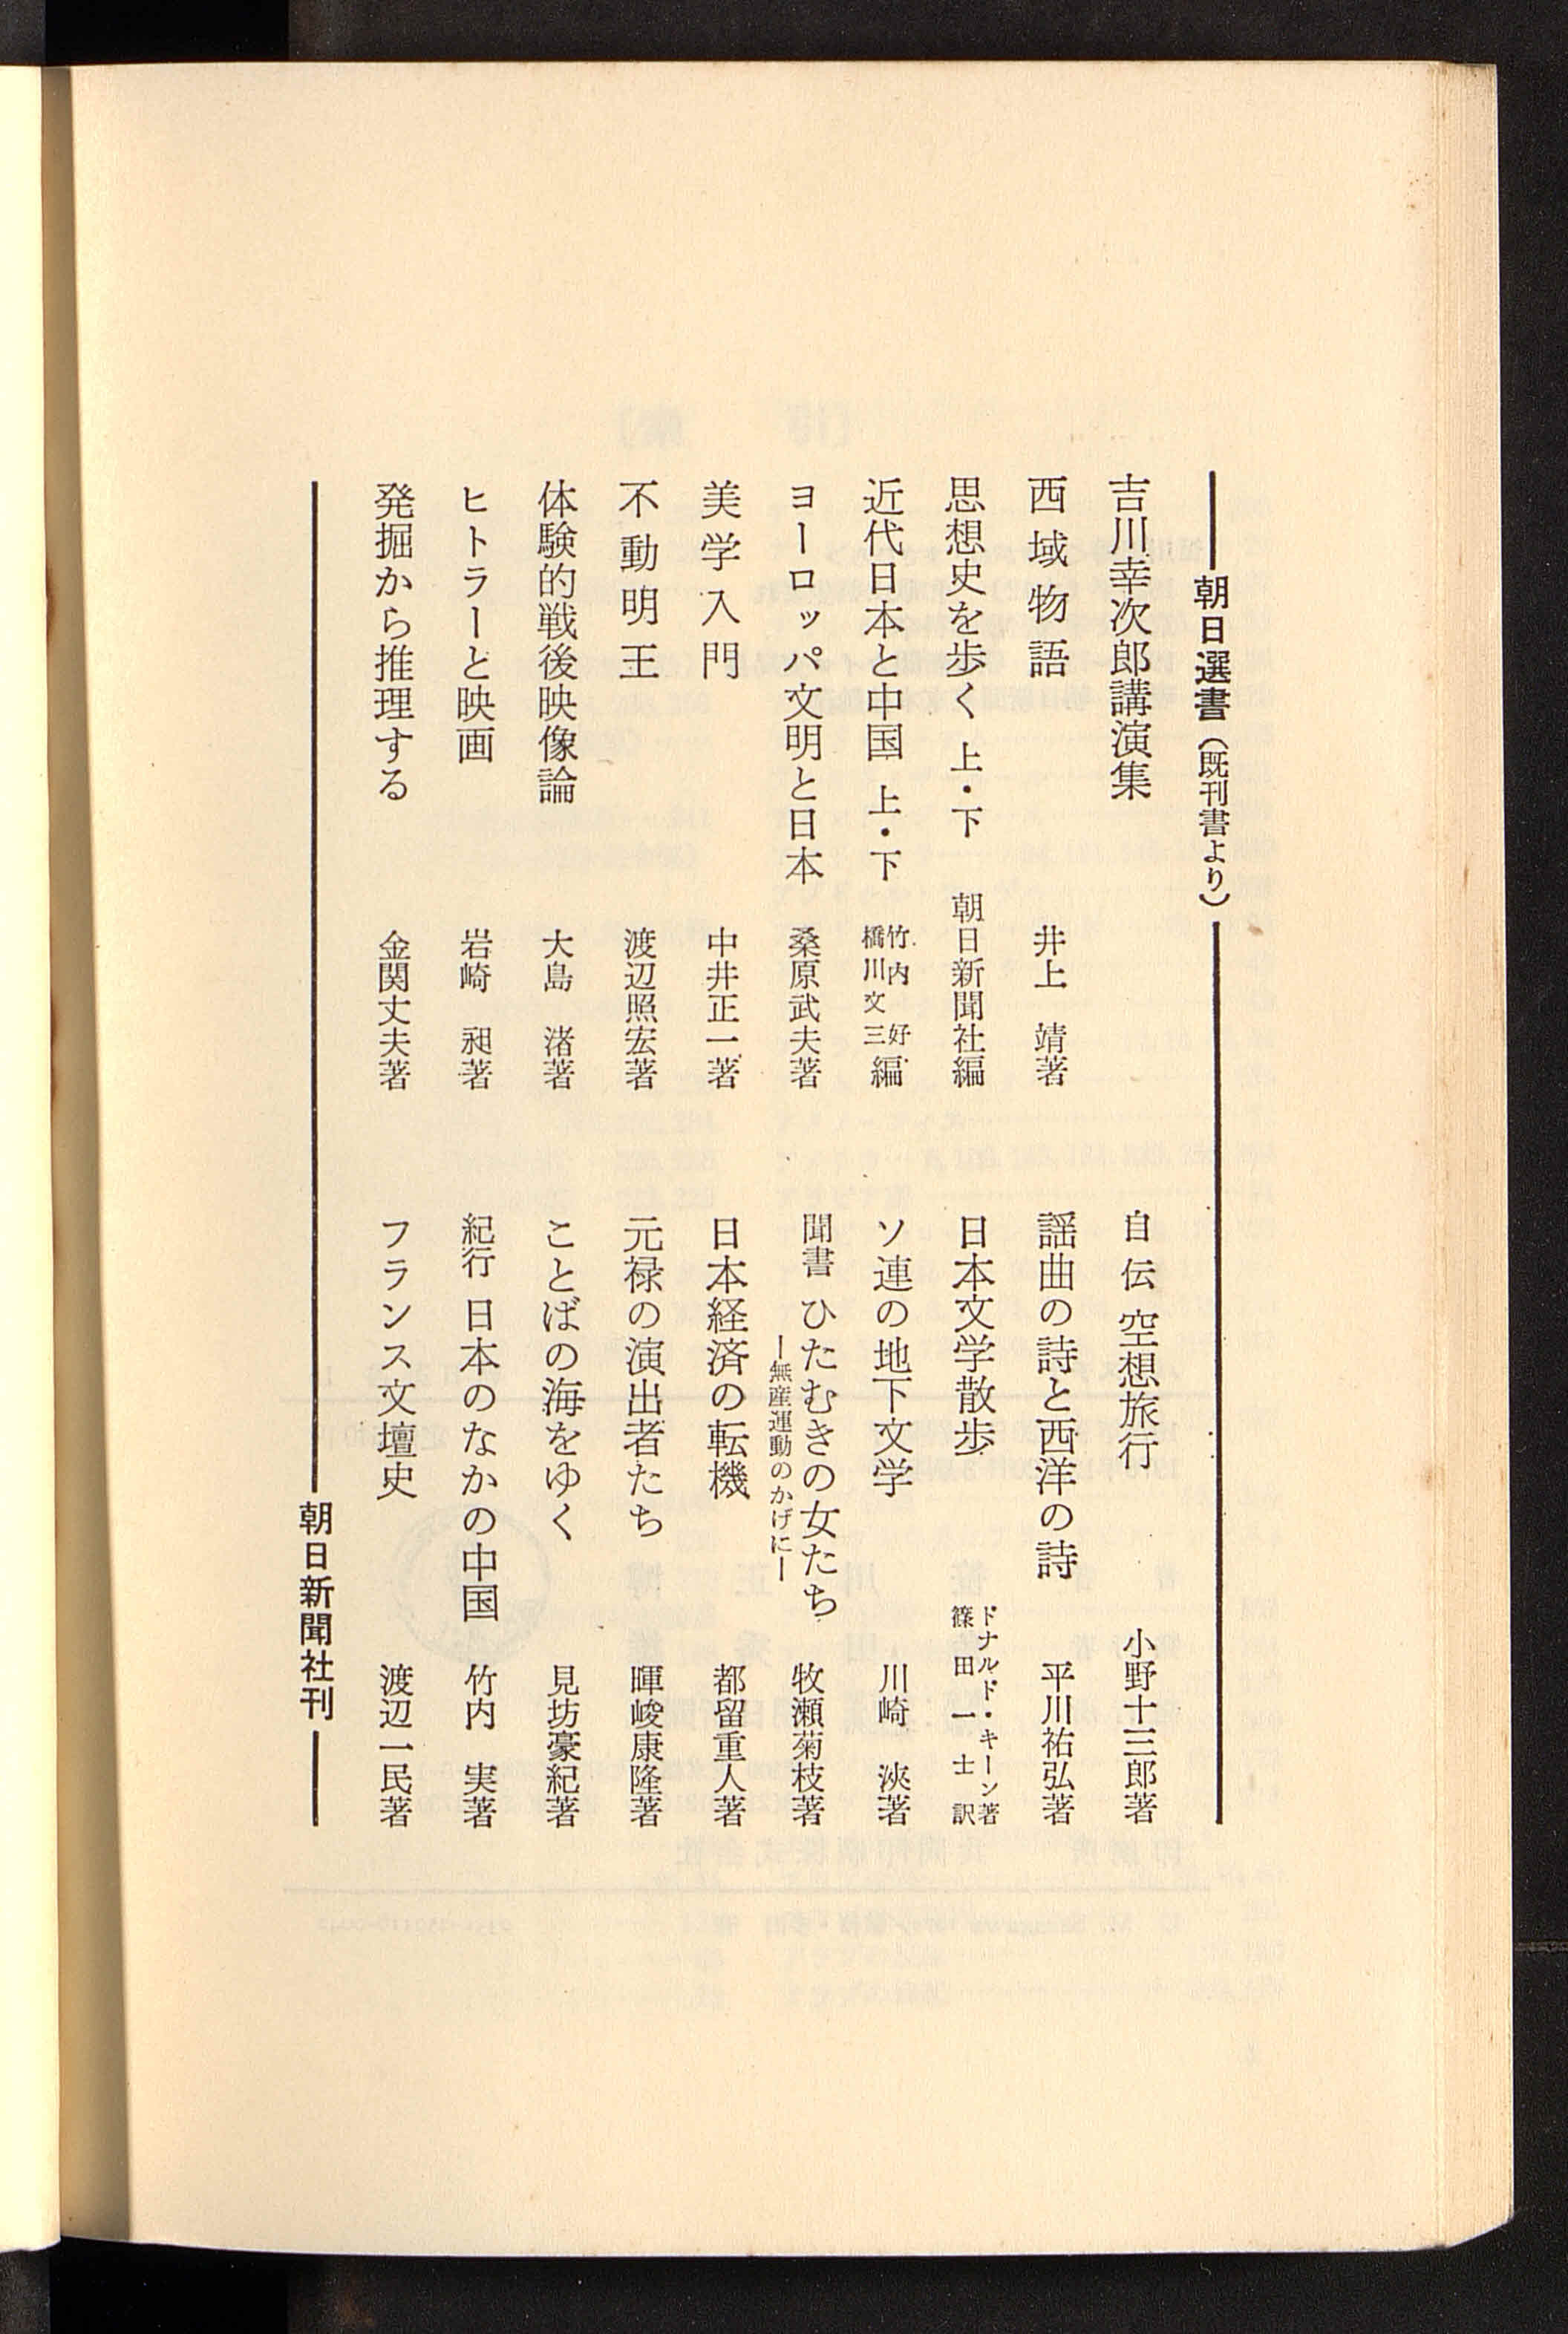 朝日選書（既刊書より）
吉川幸次郎講演集
西域物語　井上　靖著
思想史を歩く　上・下　朝日新聞社編
近代日本と中国　上・下　竹内　好　橋川文三編
ヨーロッパ文明と日本　桑原武夫著
美学入門　中井正一著
不動明王　渡辺照宏著
体験的戦後映像論　大島　渚著
ヒトラーと映画　岩崎　昶著
発掘から推理する　金関丈夫著
自伝　空想旅行　小野十三郎著
謡曲の詩と西洋の詩　平川祐弘著
日本文学散歩　ドナルド・キーン著　篠田一士訳
ソ連の地下文学　川崎　浹著
聞書　ひたむきの女たち　牧瀬菊枝著
―無産運動のかげに―
日本経済の転機　都留重人著
元禄の演出者たち　暉峻康隆著
ことばの海をゆく　見坊豪紀著
紀行　日本のなかの中国　竹内　実著
フランス文壇史　渡辺一民著
朝日新聞社刊